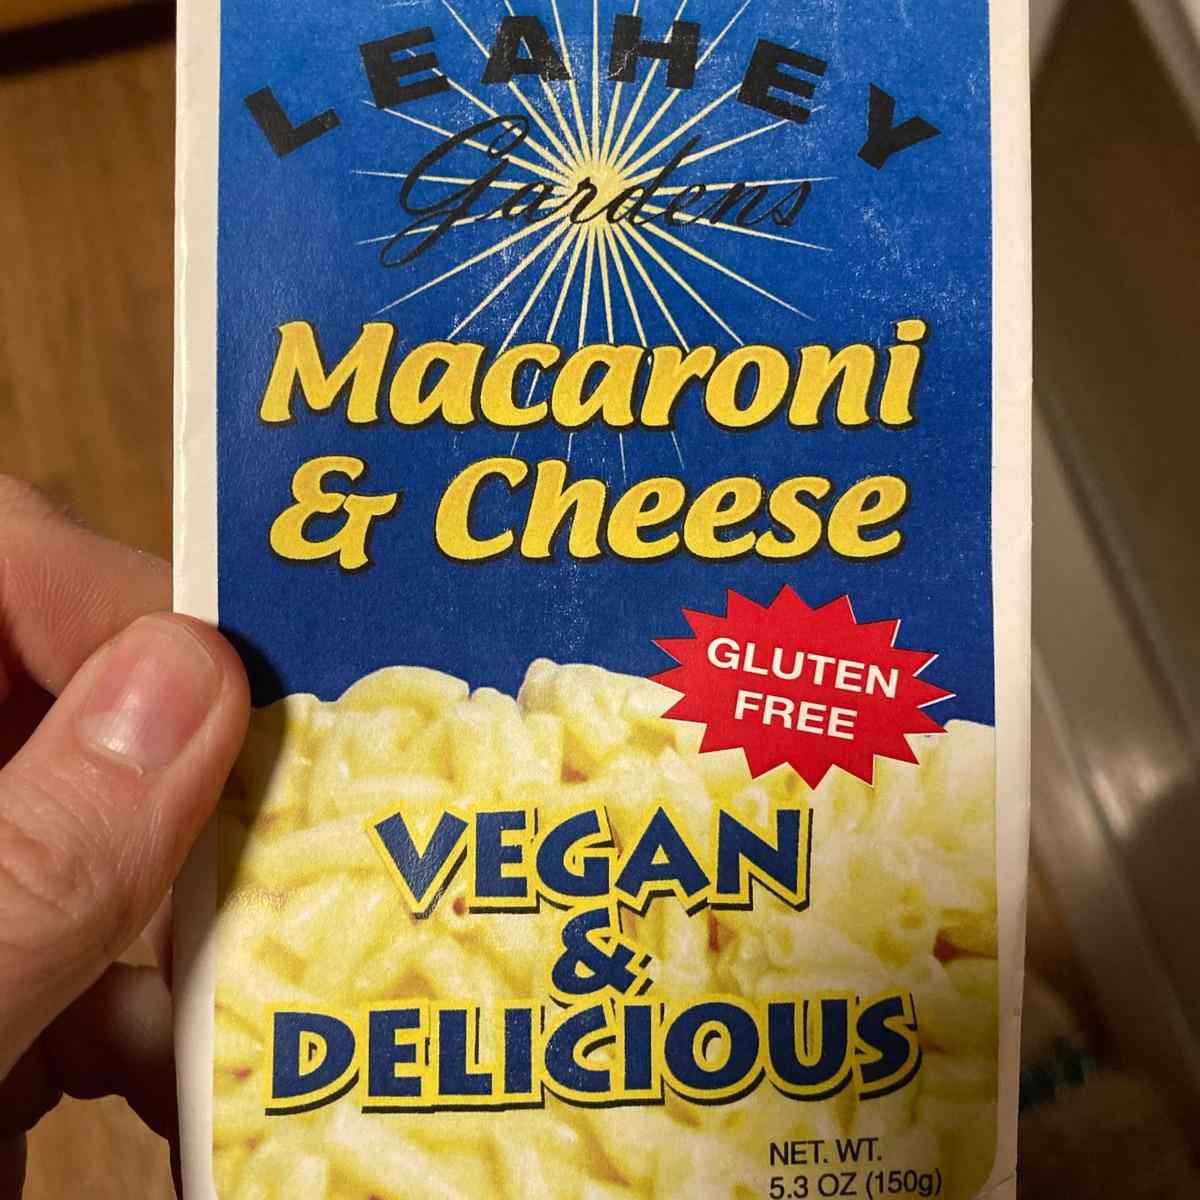 LEAHEY
Gardens
Macaroni
& Cheese
GLUTEN
FREE
VEGAN
&
DELICIOUS
NET. WT.
5.3 OZ (150g)